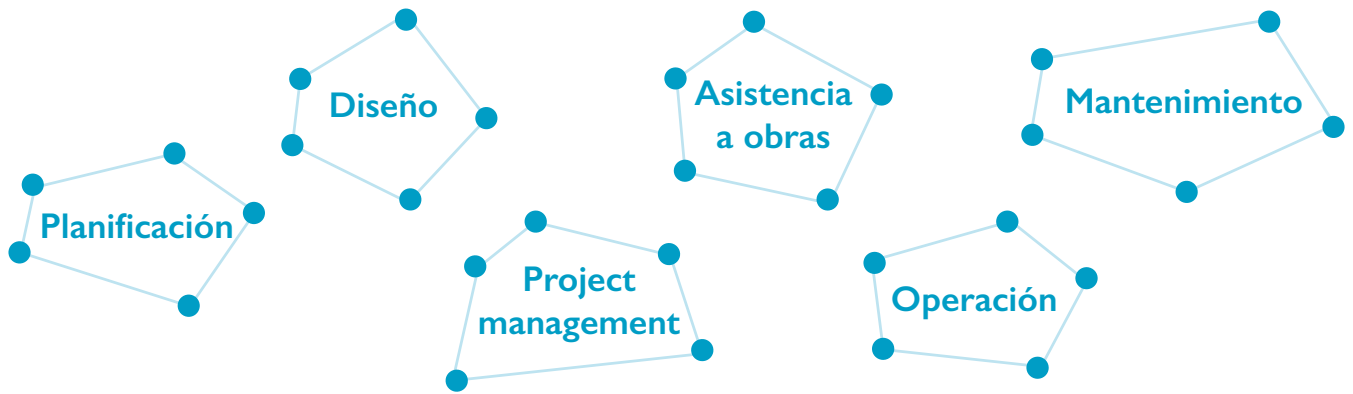 Planificación
Diseño
Project
management
Asistencia
a obras
Operación
Mantenimiento